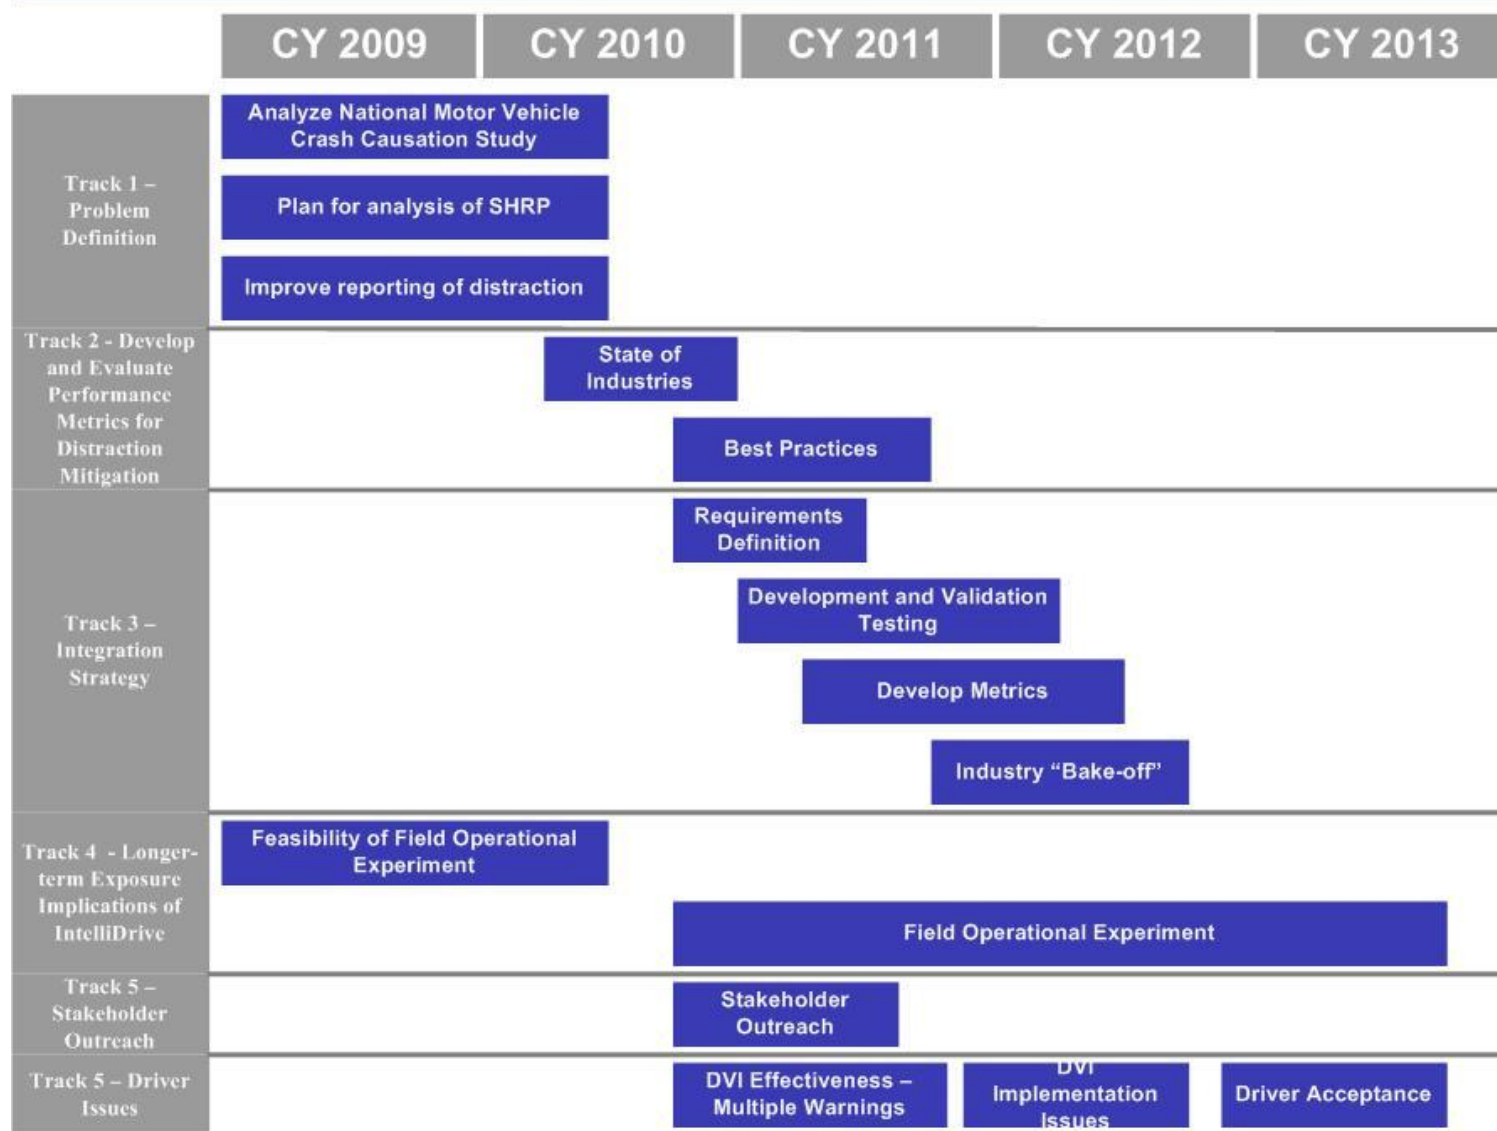 CY 2009
CY 2010
CY 2011
CY 2012
CY 2013
Track 1 –
Problem
Definition
Analyze National Motor Vehicle
Crash Causation Study
Plan for analysis of SHRP
Improve reporting of distraction
Track 2 - Develop
and Evaluate
Performance
Metrics for
Distraction
Mitigation
State of
Industries
Best Practices
Track 3 –
Integration
Strategy
Requirements
Definition
Development and Validation
Testing
Develop Metrics
Industry “Bake-off”
Track 4 - Longer-
term Exposure
Implications of
IntelliDrive
Feasibility of Field Operational
Experiment
Field Operational Experiment
Track 5 –
Stakeholder
Outreach
Stakeholder
Outreach
Track 5 – Driver
Issues
DVI Effectiveness –
Multiple Warnings
DVI
Implementation
Issues
Driver Acceptance